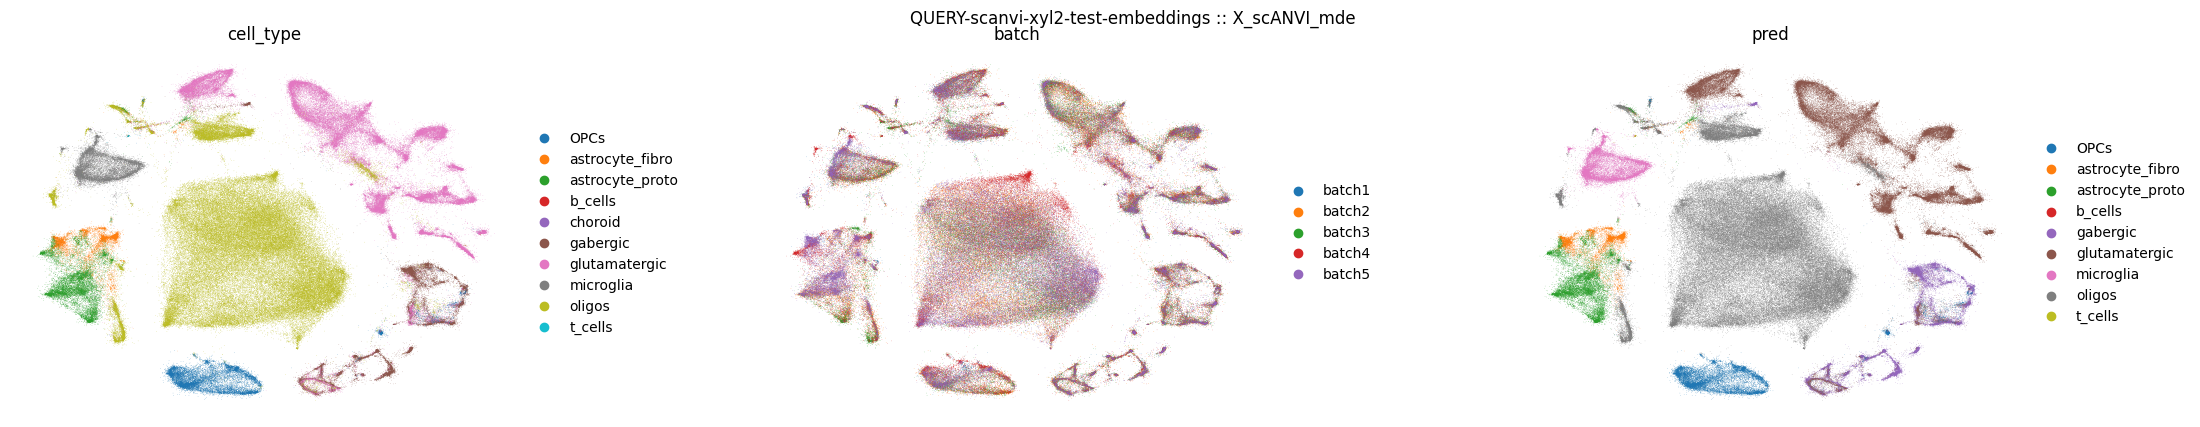 QUERY-scanvi-xyl2-test-embeddings :: X_scANVI_mde
cell_type
OPCs
astrocyte_fibro
astrocyte_proto
b_cells
choroid
gabergic
glutamatergic
microglia
oligos
t_cells
batch
batch1
batch2
batch3
batch4
batch5
pred
OPCs
astrocyte_fibro
astrocyte_proto
b_cells
gabergic
glutamatergic
microglia
oligos
t_cells